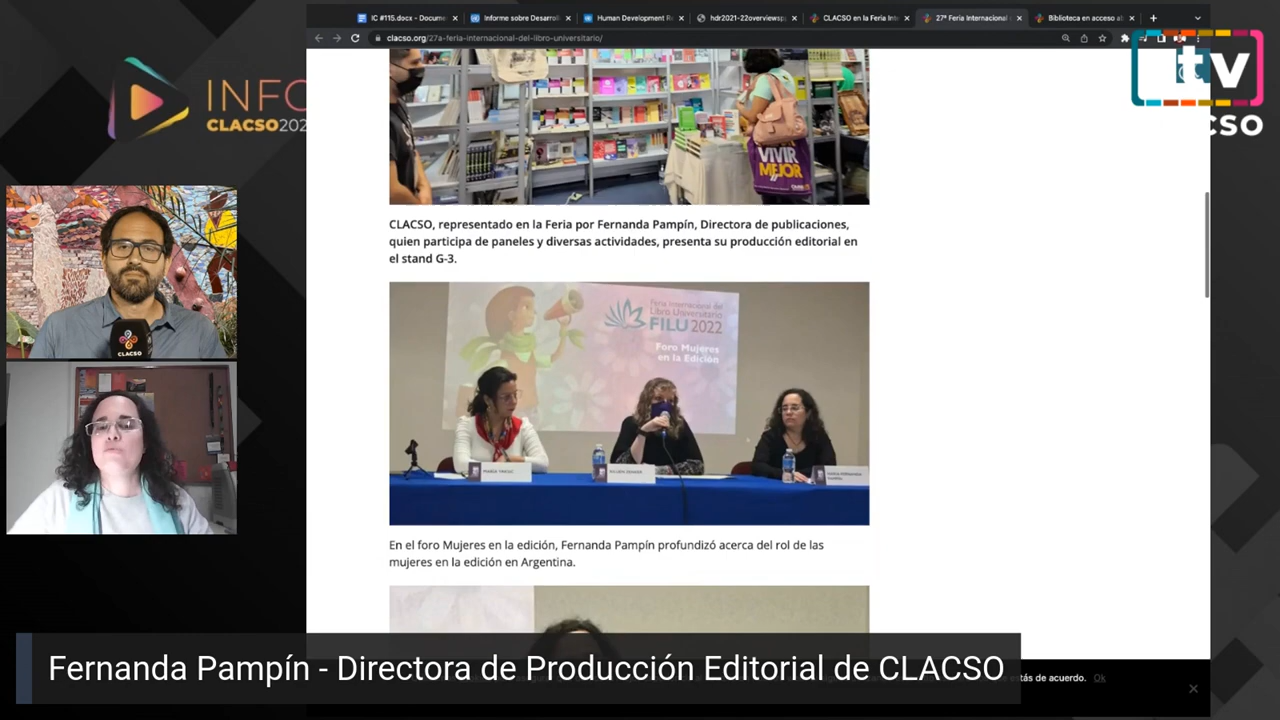 IC #115.docx - Docume
Informe sobre Desarroll
Human Development Re
hdr2021-22overviewsp
CLACSO en la Feria Inte
27ª Feria Internacional
Biblioteca en acceso ab
clacso.org/27a-feria-internacional-del-libro-universitario/
tv
CSO
INFO
CLACSO202
VIVIR
MEJOR
CLACSO, representado en la Feria por Fernanda Pampín, Directora de publicaciones,
quien participa de paneles y diversas actividades, presenta su producción editorial en
el stand G-3.
Feria Internacional del
Libro Universitario
FILU 2022
Foro Mujeres
en la Edición
CLACSO
En el foro Mujeres en la edición, Fernanda Pampín profundizó acerca del rol de las
mujeres en la edición en Argentina.
Fernanda Pampín - Directora de Producción Editorial de CLACSO
estás de acuerdo. Ok